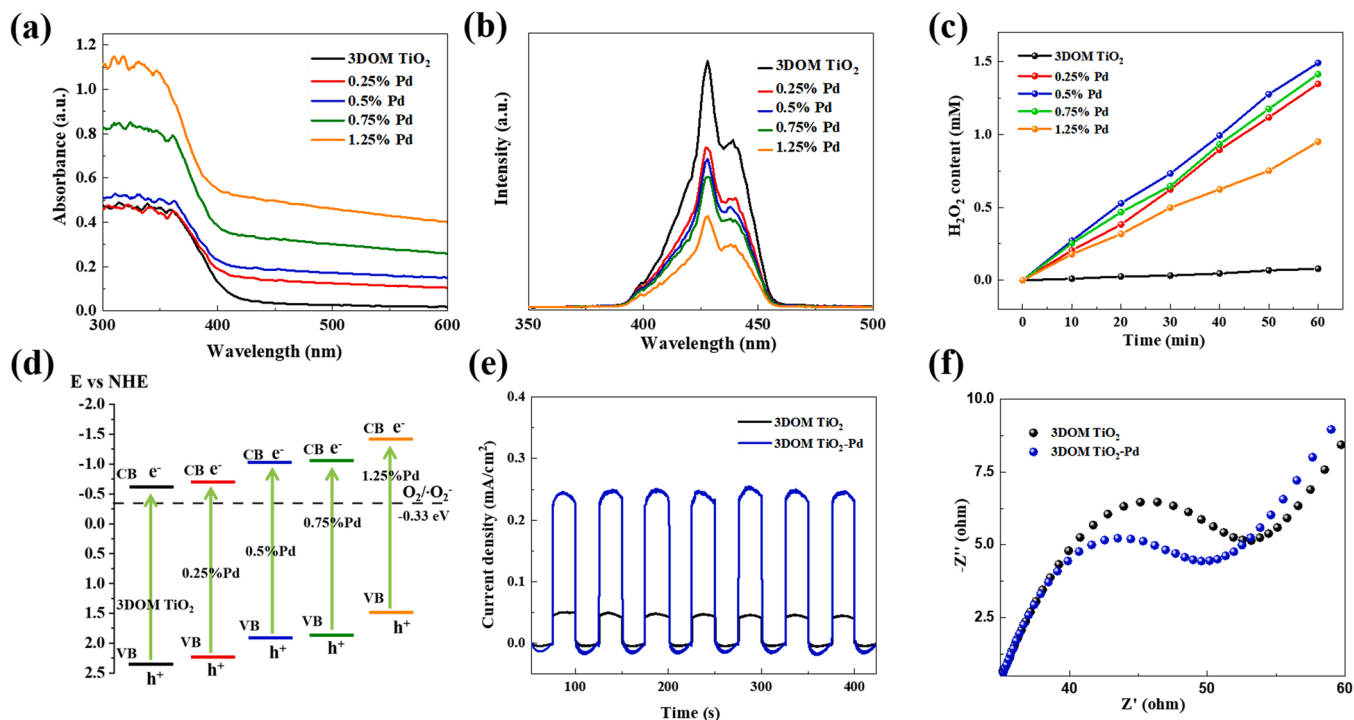 (a)
1.2
1.0
0.8
0.6
0.4
0.2
0.0
Absorbance (a.u.)
3DOM TiO₂
0.25% Pd
0.5% Pd
0.75% Pd
1.25% Pd
300
400
500
600
Wavelength (nm)
(b)
Intensity (a.u.)
3DOM TiO₂
0.25% Pd
0.5% Pd
0.75% Pd
1.25% Pd
350
400
450
500
Wavelength (nm)
(c)
1.5
1.0
0.5
0.0
H₂O₂ content (mM)
3DOM TiO₂
0.25% Pd
0.5% Pd
0.75% Pd
1.25% Pd
0
10
20
30
40
50
60
Time (min)
(d)
E vs NHE
-2.0
-1.5
-1.0
-0.5
0.0
0.5
1.0
1.5
2.0
2.5
CB e⁻
CB e⁻
CB e⁻
CB e⁻
CB e⁻
3DOM TiO₂
0.25%Pd
0.5%Pd
0.75%Pd
1.25%Pd
O₂/·O₂⁻
-0.33 eV
VB
VB
VB
VB
VB
h⁺
h⁺
h⁺
h⁺
h⁺
(e)
0.4
0.3
0.2
0.1
0.0
Current density (mA/cm²)
3DOM TiO₂
3DOM TiO₂-Pd
100
200
300
400
Time (s)
(f)
10.0
7.5
5.0
2.5
-Z'' (ohm)
3DOM TiO₂
3DOM TiO₂-Pd
40
50
60
Z' (ohm)